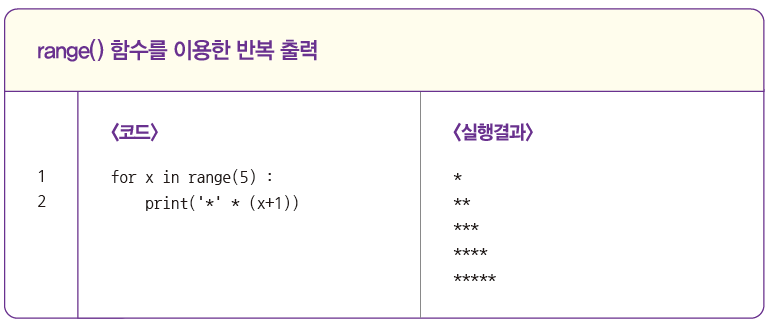 range() 함수를 이용한 반복 출력
<코드>
1 for x in range(5) :
2 print('*' * (x+1))
<실행결과>
*
**
***
****
*****